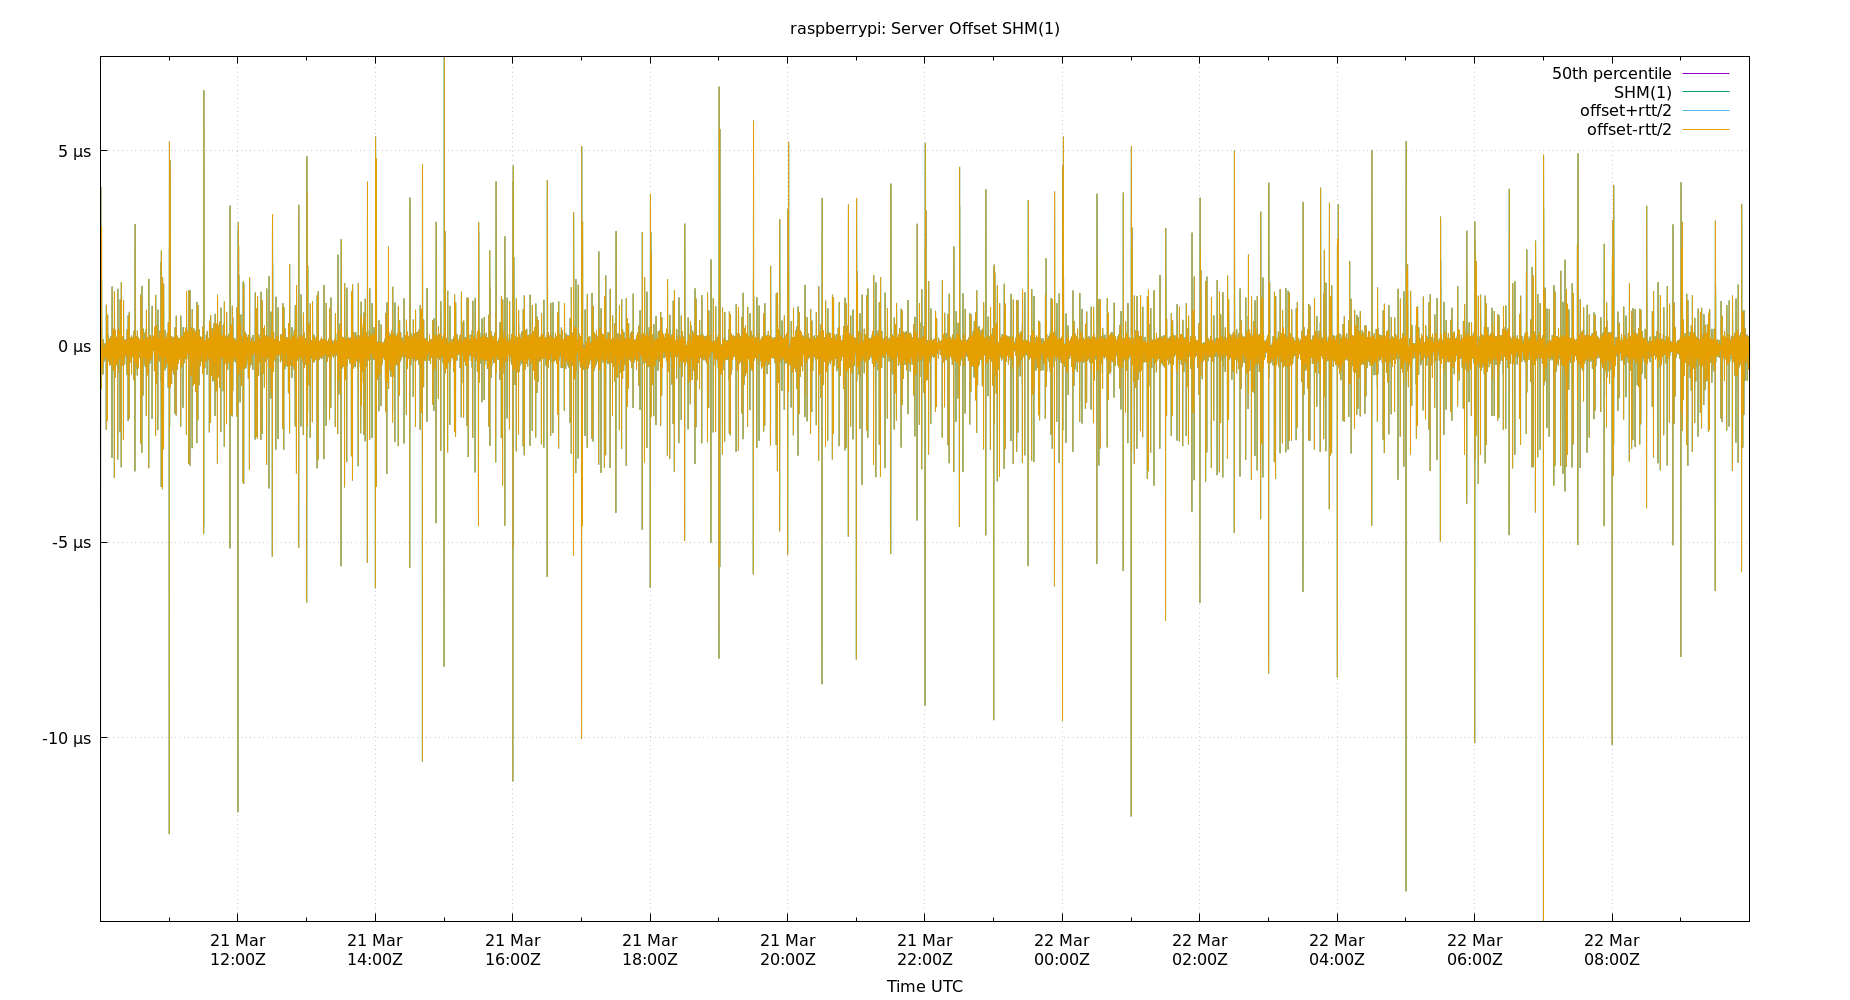 raspberrypi: Server Offset SHM(1)
50th percentile
SHM(1)
offset+rtt/2
offset-rtt/2
5 µs
0 µs
-5 µs
-10 µs
21 Mar 21 Mar 21 Mar 21 Mar 21 Mar 21 Mar 22 Mar 22 Mar 22 Mar 22 Mar 22 Mar
12:00Z 14:00Z 16:00Z 18:00Z 20:00Z 22:00Z 00:00Z 02:00Z 04:00Z 06:00Z 08:00Z
Time UTC